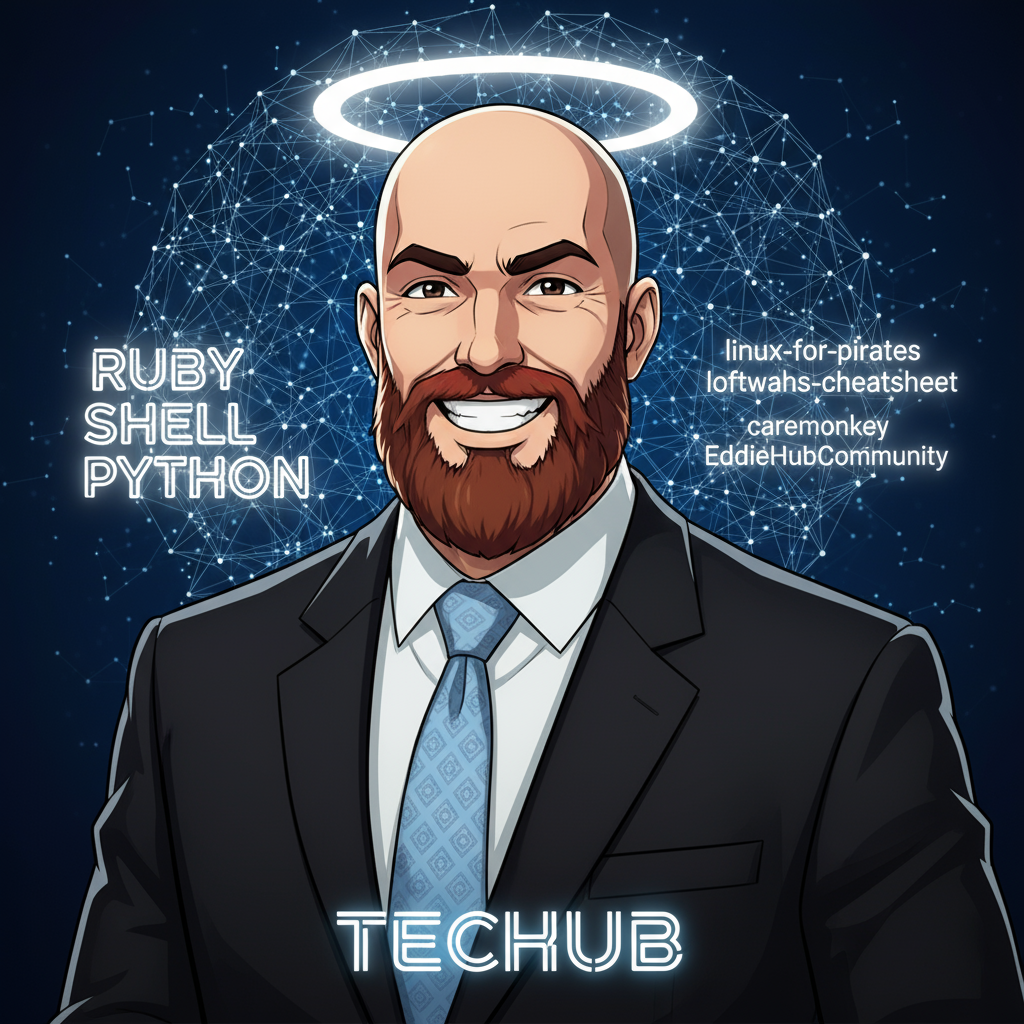 RUBY
SHELL
PYTHON
linux-for-pirates
loftwahs-cheatsheet
caremonkey
EddieHubCommunity
TECHUB